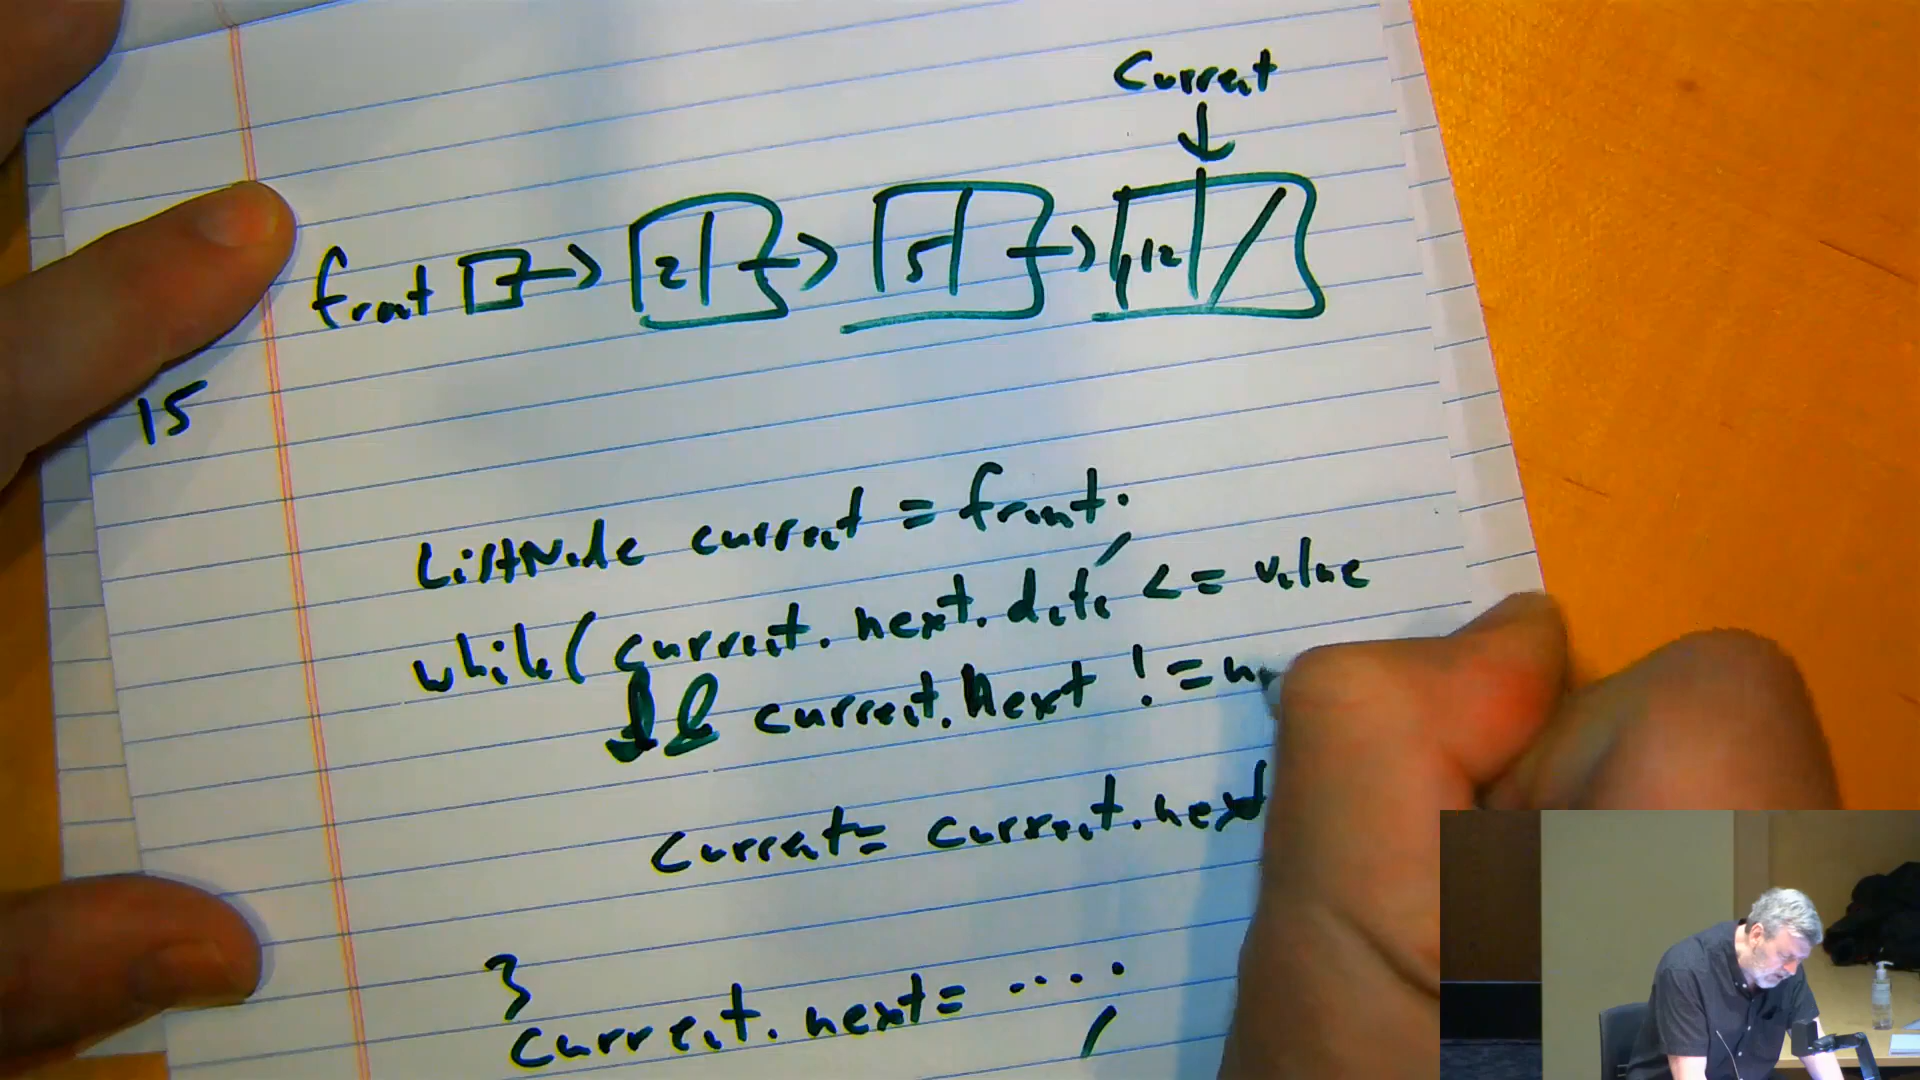 Current
front 2 5 12
15
ListNode current = front;
while( current.next.data <= value
&& current.next !=
current = current.next
}
current.next = ....;